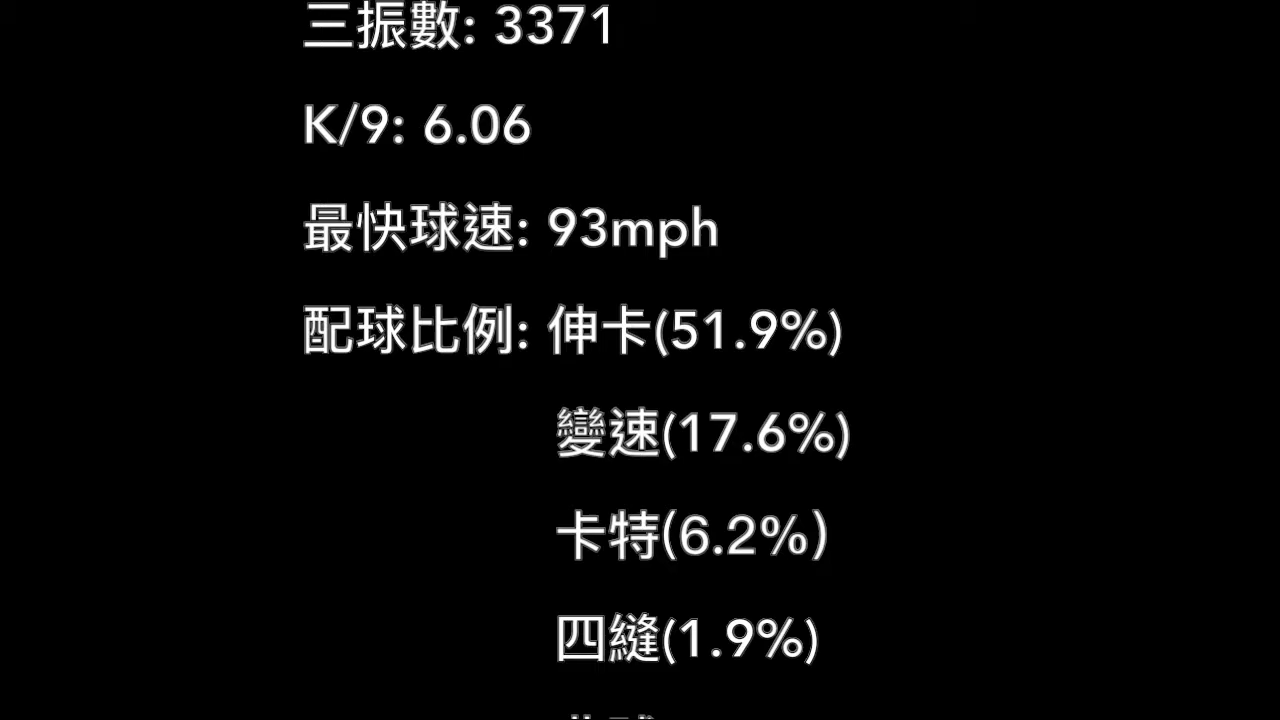 三振數: 3371
K/9: 6.06
最快球速: 93mph
配球比例: 伸卡(51.9%)
變速(17.6%)
卡特(6.2%)
四縫(1.9%)